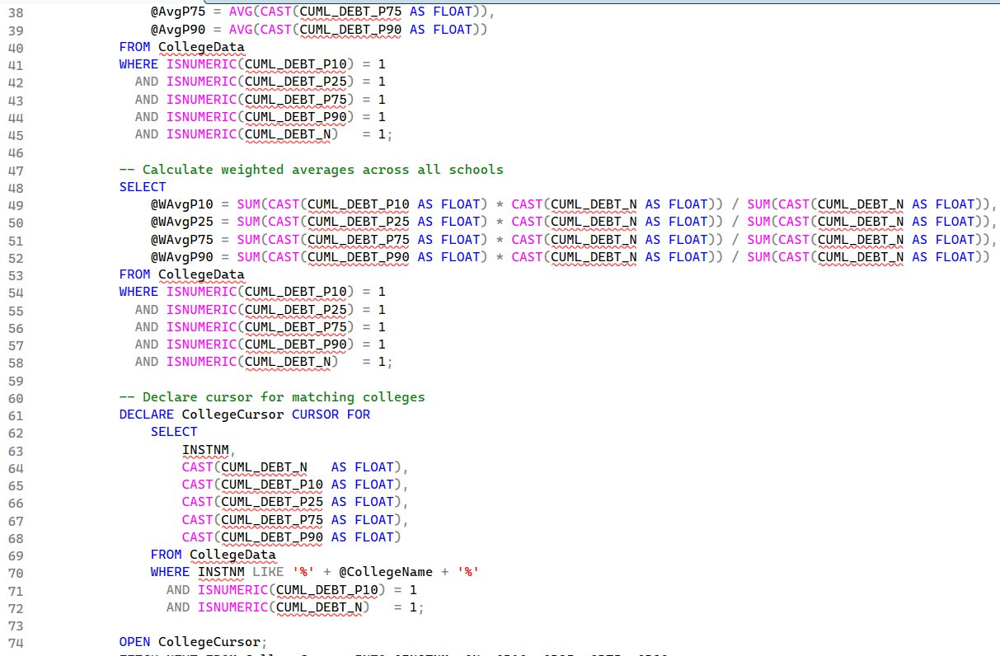 38 @AvgP75 = AVG(CAST(CUML_DEBT_P75 AS FLOAT)),
39 @AvgP90 = AVG(CAST(CUML_DEBT_P90 AS FLOAT))
40 FROM CollegeData
41 WHERE ISNUMERIC(CUML_DEBT_P10) = 1
42 AND ISNUMERIC(CUML_DEBT_P25) = 1
43 AND ISNUMERIC(CUML_DEBT_P75) = 1
44 AND ISNUMERIC(CUML_DEBT_P90) = 1
45 AND ISNUMERIC(CUML_DEBT_N) = 1;
46
47 -- Calculate weighted averages across all schools
48 SELECT
49 @WAvgP10 = SUM(CAST(CUML_DEBT_P10 AS FLOAT) * CAST(CUML_DEBT_N AS FLOAT)) / SUM(CAST(CUML_DEBT_N AS FLOAT)),
50 @WAvgP25 = SUM(CAST(CUML_DEBT_P25 AS FLOAT) * CAST(CUML_DEBT_N AS FLOAT)) / SUM(CAST(CUML_DEBT_N AS FLOAT)),
51 @WAvgP75 = SUM(CAST(CUML_DEBT_P75 AS FLOAT) * CAST(CUML_DEBT_N AS FLOAT)) / SUM(CAST(CUML_DEBT_N AS FLOAT)),
52 @WAvgP90 = SUM(CAST(CUML_DEBT_P90 AS FLOAT) * CAST(CUML_DEBT_N AS FLOAT)) / SUM(CAST(CUML_DEBT_N AS FLOAT))
53 FROM CollegeData
54 WHERE ISNUMERIC(CUML_DEBT_P10) = 1
55 AND ISNUMERIC(CUML_DEBT_P25) = 1
56 AND ISNUMERIC(CUML_DEBT_P75) = 1
57 AND ISNUMERIC(CUML_DEBT_P90) = 1
58 AND ISNUMERIC(CUML_DEBT_N) = 1;
59
60 -- Declare cursor for matching colleges
61 DECLARE CollegeCursor CURSOR FOR
62 SELECT
63 INSTNM,
64 CAST(CUML_DEBT_N AS FLOAT),
65 CAST(CUML_DEBT_P10 AS FLOAT),
66 CAST(CUML_DEBT_P25 AS FLOAT),
67 CAST(CUML_DEBT_P75 AS FLOAT),
68 CAST(CUML_DEBT_P90 AS FLOAT)
69 FROM CollegeData
70 WHERE INSTNM LIKE '%' + @CollegeName + '%'
71 AND ISNUMERIC(CUML_DEBT_P10) = 1
72 AND ISNUMERIC(CUML_DEBT_N) = 1;
73
74 OPEN CollegeCursor;